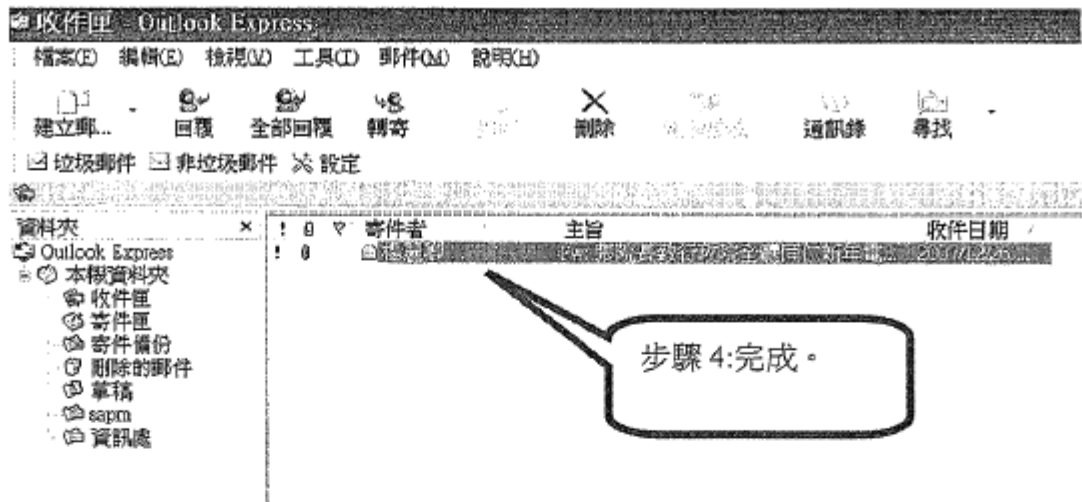 收件匣 - Outlook Express
檔案(F) 編輯(E) 檢視(V) 工具(T) 郵件(M) 說明(H)
建立郵... 回覆 全部回覆 轉寄 刪除 通訊錄 尋找
垃圾郵件 非垃圾郵件 設定
資料夾 × ! 寄件者 主旨 收件日期
Outlook Express
本機資料夾
收件匣
寄件匣
寄件備份
刪除的郵件
草稿
sapm
資訊處
步驟 4:完成。